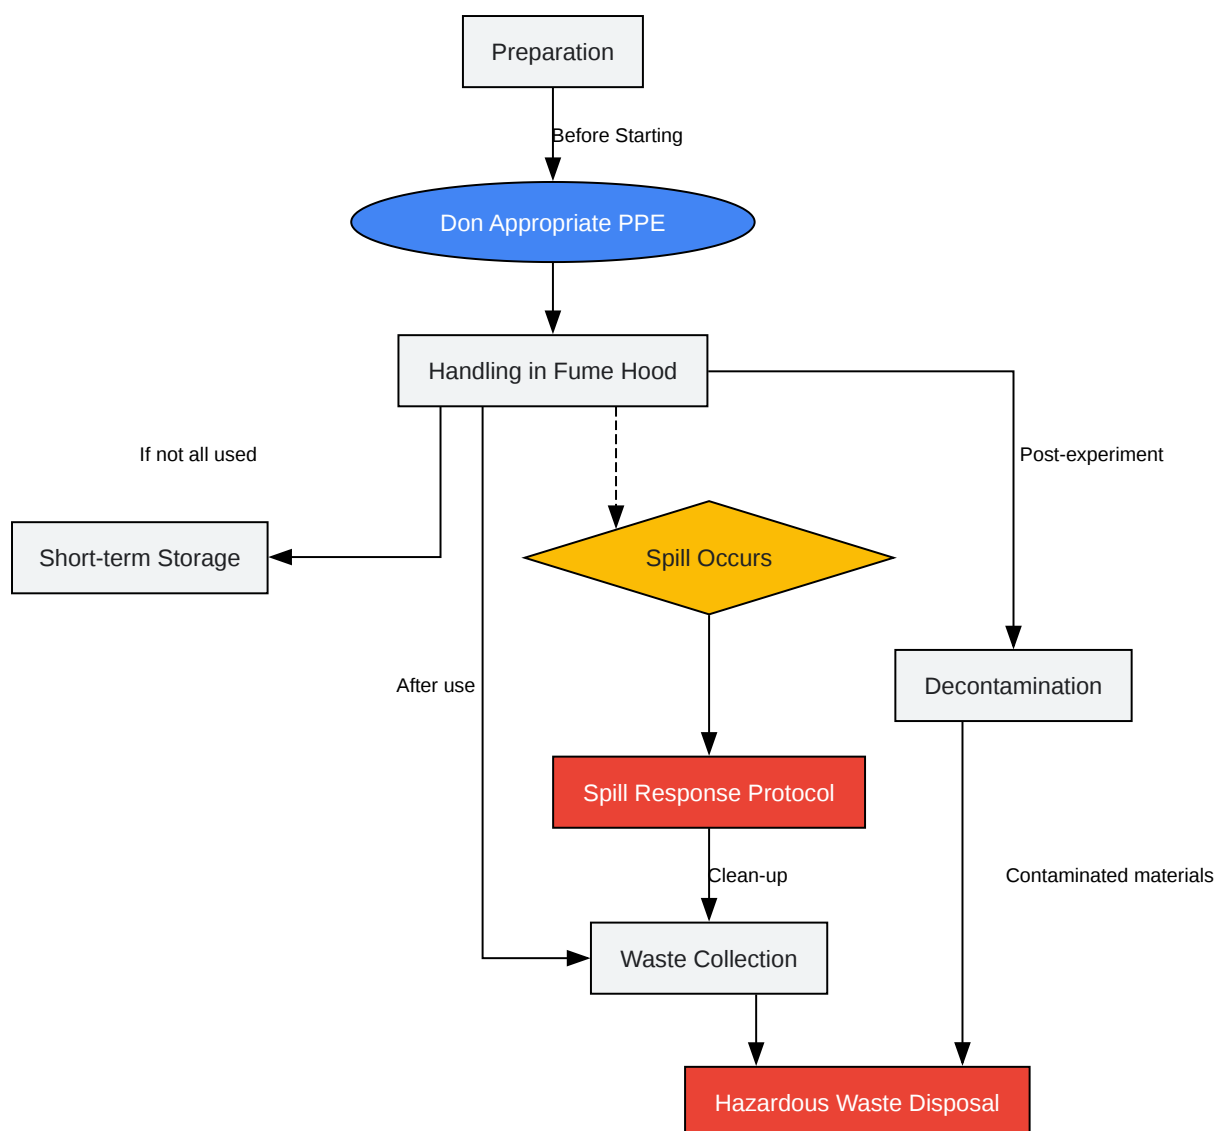 Preparation
Before Starting
Don Appropriate PPE
Handling in Fume Hood
If not all used
Post-experiment
Short-term Storage
Spill Occurs
After use
Decontamination
Spill Response Protocol
Clean-up
Contaminated materials
Waste Collection
Hazardous Waste Disposal